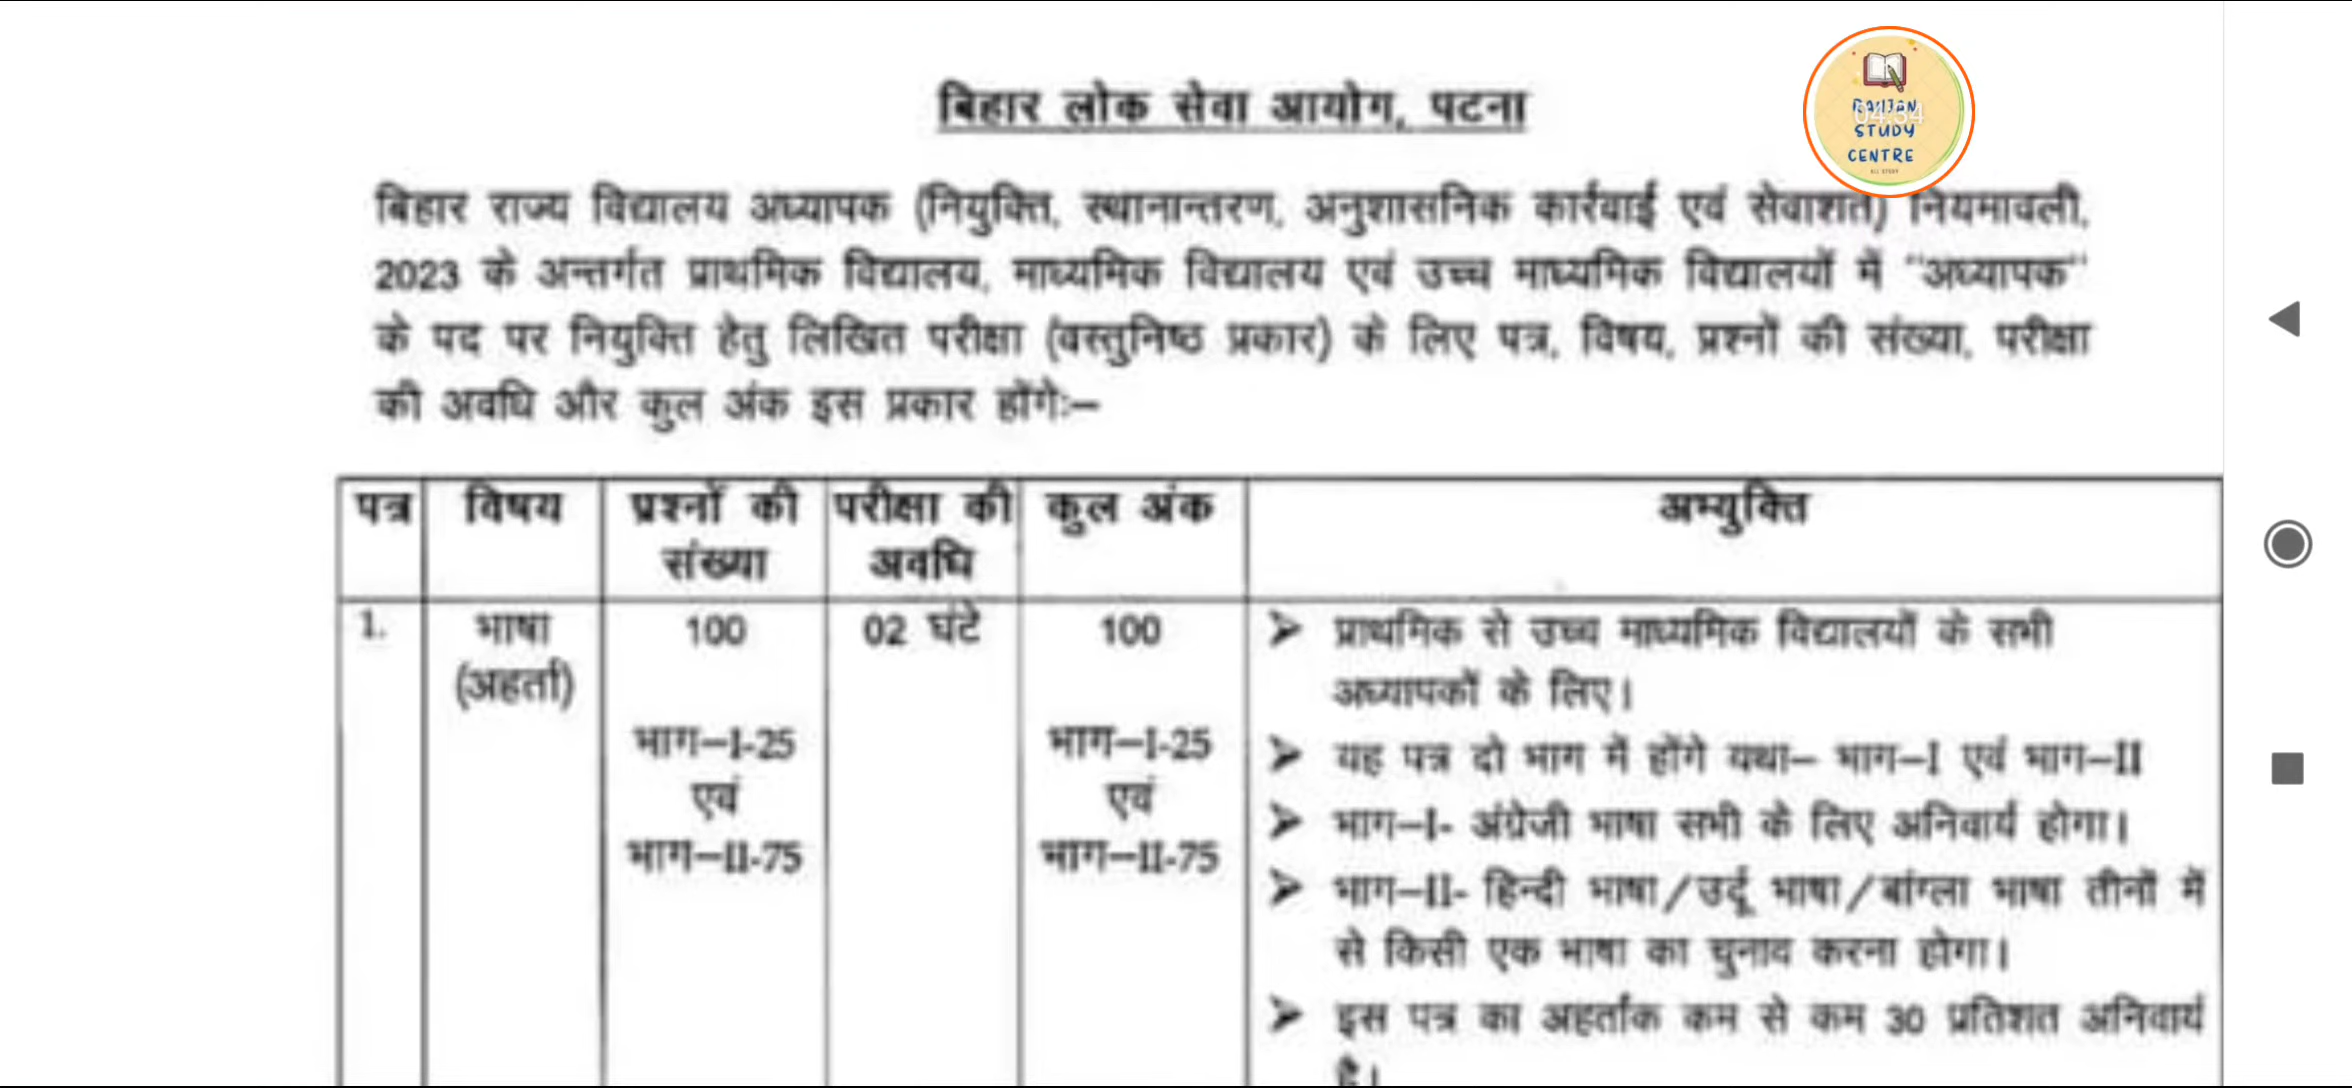 बिहार लोक सेवा आयोग, पटना
STUDY
CENTRE
बिहार राज्य विद्यालय अध्यापक (नियुक्ति, स्थानान्तरण, अनुशासनिक कार्रवाई एवं सेवाशर्त) नियमावली,
2023 के अन्तर्गत प्राथमिक विद्यालय, माध्यमिक विद्यालय एवं उच्च माध्यमिक विद्यालयों में "अध्यापक"
के पद पर नियुक्ति हेतु लिखित परीक्षा (वस्तुनिष्ठ प्रकार) के लिए पत्र, विषय, प्रश्नों की संख्या, परीक्षा
की अवधि और कुल अंक इस प्रकार होंगे:–
पत्र विषय प्रश्नों की संख्या परीक्षा की अवधि कुल अंक अभ्युक्ति
1. भाषा (अहर्ता) 100 02 घंटे 100
भाग–I-25
एवं
भाग–II-75
भाग–I-25
एवं
भाग–II-75
➢ प्राथमिक से उच्च माध्यमिक विद्यालयों के सभी
अध्यापकों के लिए।
➢ यह पत्र दो भाग में होंगे यथा– भाग–I एवं भाग–II
➢ भाग–I- अंग्रेजी भाषा सभी के लिए अनिवार्य होगा।
➢ भाग–II- हिन्दी भाषा/उर्दू भाषा/बांग्ला भाषा तीनों में
से किसी एक भाषा का चुनाव करना होगा।
➢ इस पत्र का अहर्तांक कम से कम 30 प्रतिशत अनिवार्य
है।